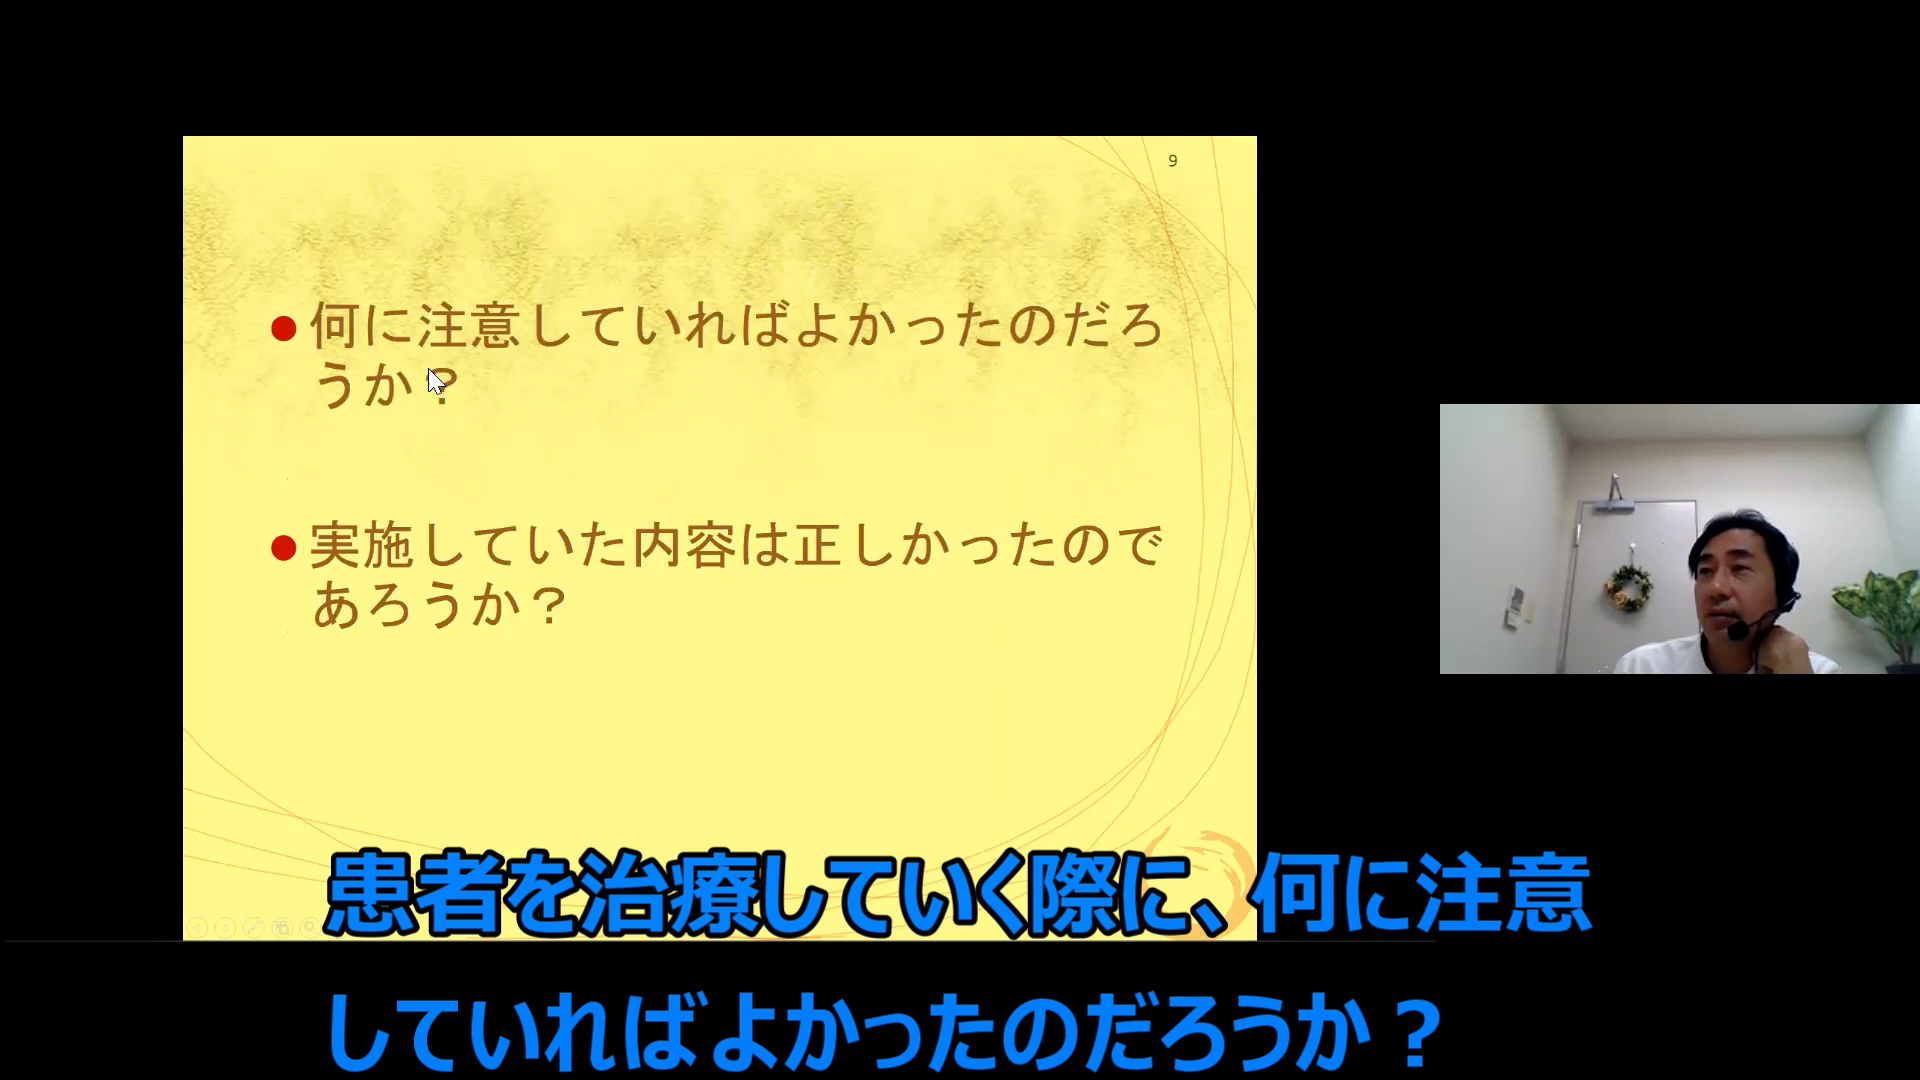 9
何に注意していればよかったのだろ
うか？
実施していた内容は正しかったので
あろうか？
患者を治療していく際に、何に注意
していればよかったのだろうか？